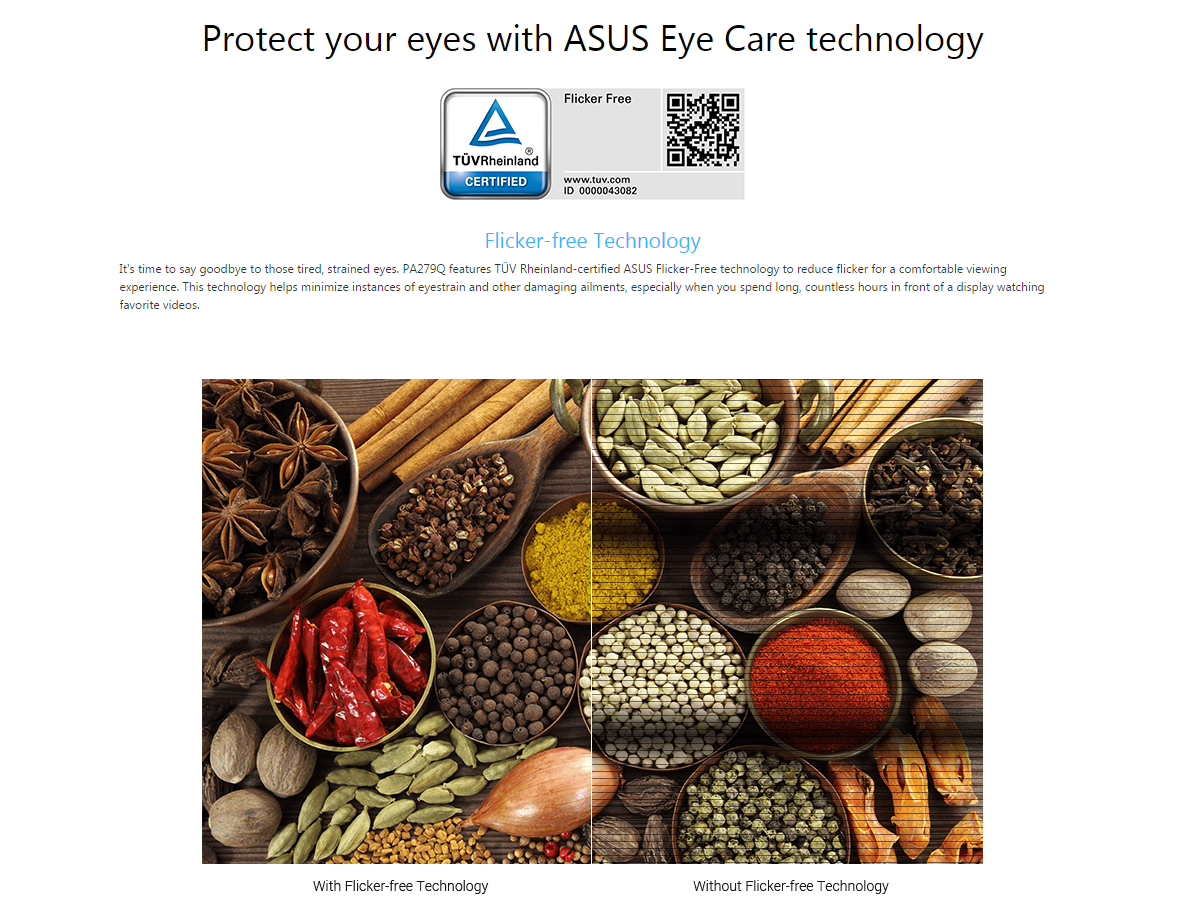 Protect your eyes with ASUS Eye Care technology
Flicker Free
TÜVRheinland®
CERTIFIED
www.tuv.com
ID 0000043082
Flicker-free Technology
It's time to say goodbye to those tired, strained eyes. PA279Q features TÜV Rheinland-certified ASUS Flicker-Free technology to reduce flicker for a comfortable viewing
experience. This technology helps minimize instances of eyestrain and other damaging ailments, especially when you spend long, countless hours in front of a display watching
favorite videos.
With Flicker-free Technology
Without Flicker-free Technology